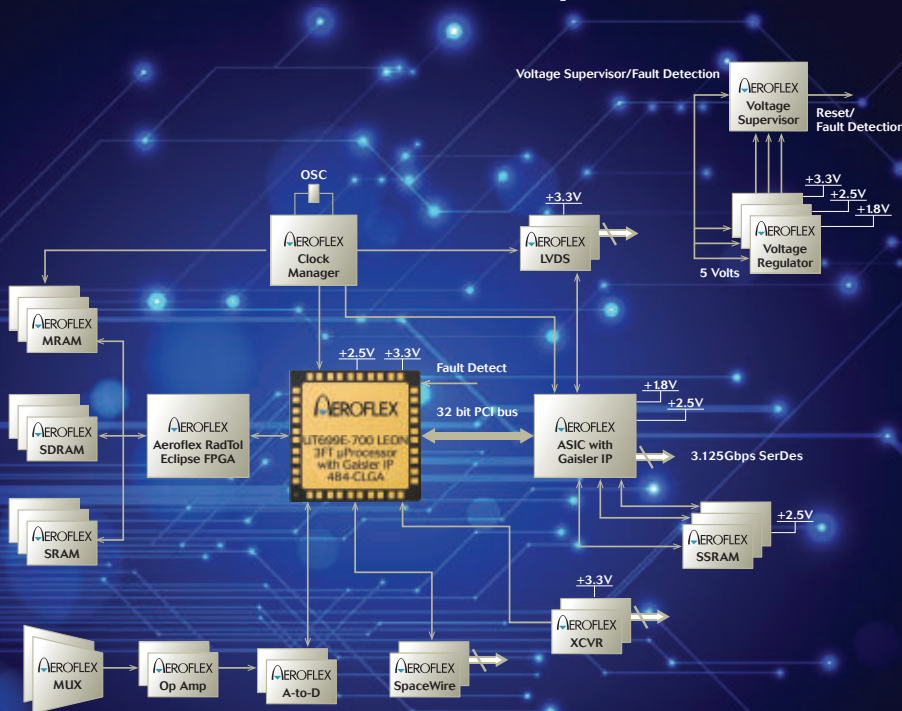 Voltage Supervisor/Fault Detection
AEROFLEX
Voltage
Supervisor
Reset/
Fault Detection
+3.3V
+2.5V
+1.8V
AEROFLEX
Voltage
Regulator
5 Volts
OSC
AEROFLEX
Clock
Manager
+3.3V
AEROFLEX
LVDS
AEROFLEX
MRAM
+2.5V
+3.3V
Fault Detect
AEROFLEX
SDRAM
AEROFLEX
Aeroflex RadTol
Eclipse FPGA
AEROFLEX
UT699E-700 LEON
3FT µProcessor
with Gaisler IP
484-CLGA
32 bit PCI bus
AEROFLEX
ASIC with
Gaisler IP
+1.8V
+2.5V
3.125Gbps SerDes
AEROFLEX
SRAM
AEROFLEX
SSRAM
+2.5V
+3.3V
AEROFLEX
XCVR
AEROFLEX
MUX
AEROFLEX
Op Amp
AEROFLEX
A-to-D
AEROFLEX
SpaceWire